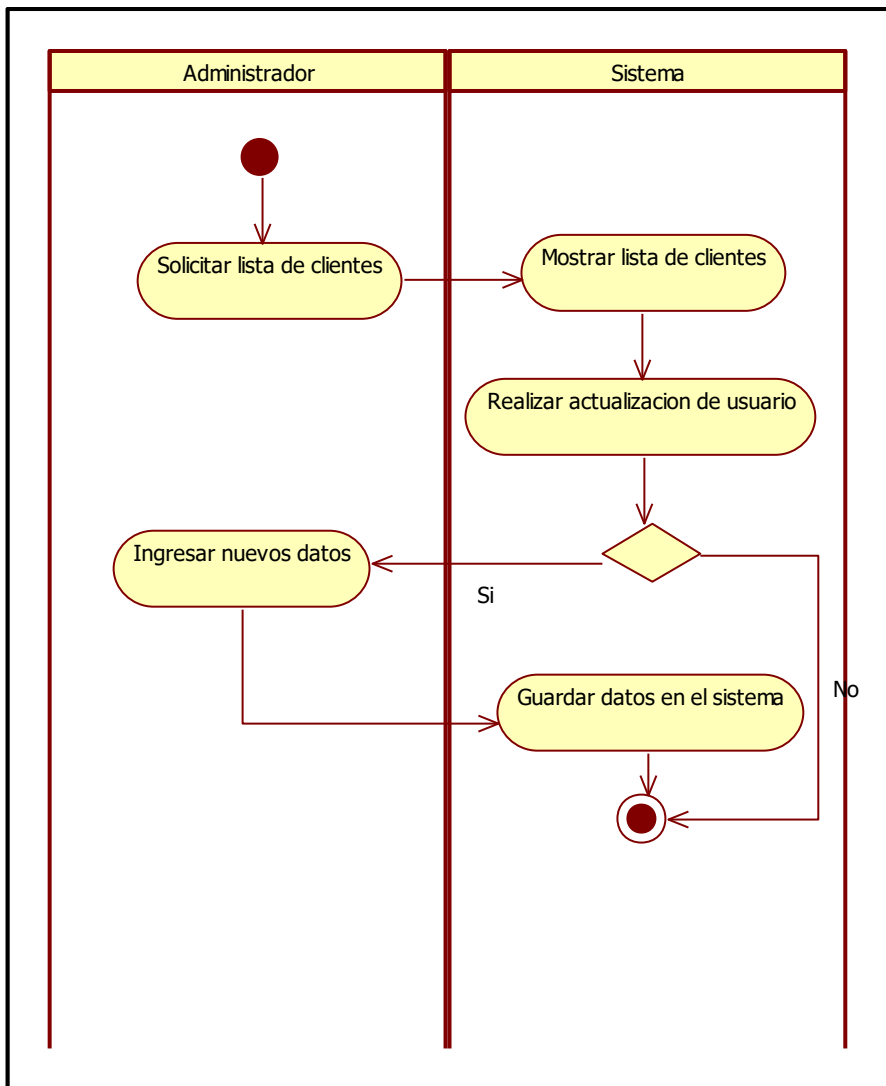 Administrador
Sistema
Solicitar lista de clientes
Mostrar lista de clientes
Realizar actualizacion de usuario
Ingresar nuevos datos
Si
Guardar datos en el sistema
No